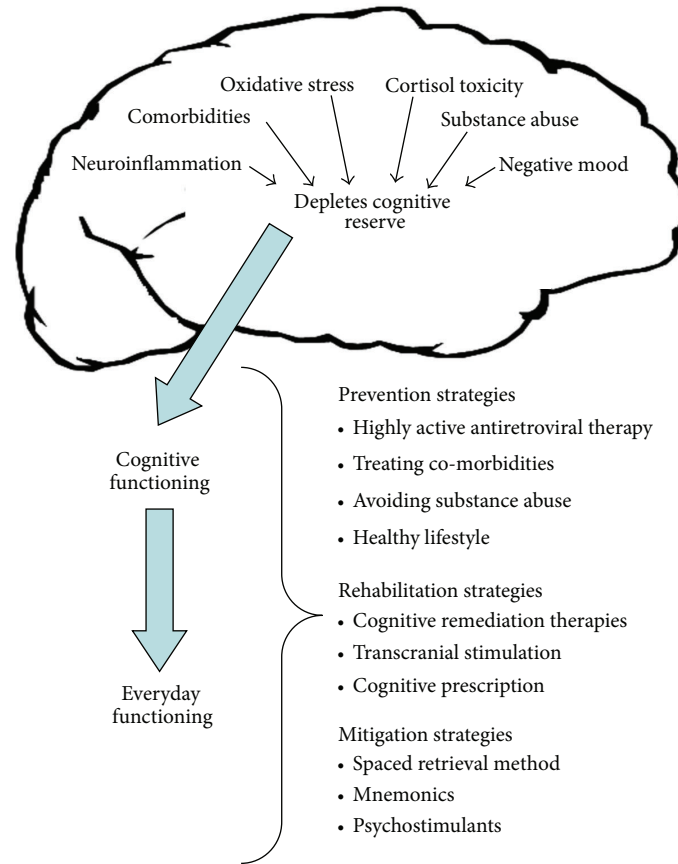 Oxidative stress
Cortisol toxicity
Comorbidities
Substance abuse
Neuroinflammation
Negative mood
Depletes cognitive
reserve
Cognitive
functioning
Everyday
functioning
Prevention strategies
• Highly active antiretroviral therapy
• Treating co-morbidities
• Avoiding substance abuse
• Healthy lifestyle
Rehabilitation strategies
• Cognitive remediation therapies
• Transcranial stimulation
• Cognitive prescription
Mitigation strategies
• Spaced retrieval method
• Mnemonics
• Psychostimulants